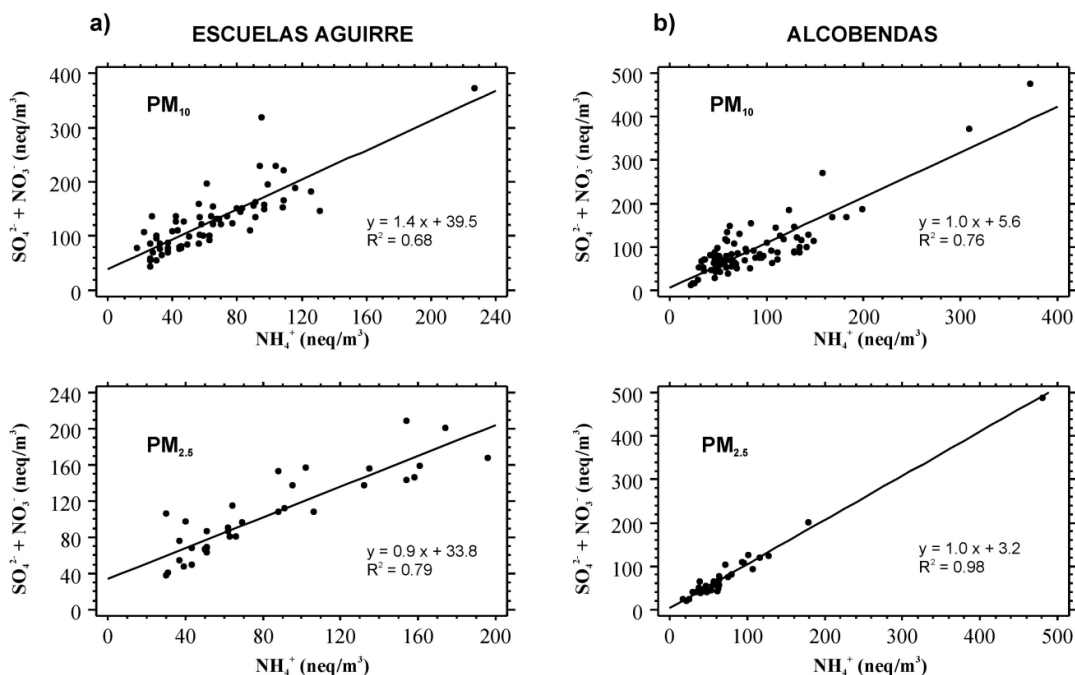 a)
ESCUELAS AGUIRRE
b)
ALCOBENDAS
SO₄²⁻ + NO₃⁻ (neq/m³)
400
300
200
100
0
PM₁₀
y = 1.4 x + 39.5
R² = 0.68
0 40 80 120 160 200 240
NH₄⁺ (neq/m³)
SO₄²⁻ + NO₃⁻ (neq/m³)
500
400
300
200
100
0
PM₁₀
y = 1.0 x + 5.6
R² = 0.76
0 100 200 300 400
NH₄⁺ (neq/m³)
SO₄²⁻ + NO₃⁻ (neq/m³)
240
200
160
120
80
40
0
PM₂.₅
y = 0.9 x + 33.8
R² = 0.79
0 40 80 120 160 200
NH₄⁺ (neq/m³)
SO₄²⁻ + NO₃⁻ (neq/m³)
500
400
300
200
100
0
PM₂.₅
y = 1.0 x + 3.2
R² = 0.98
0 100 200 300 400 500
NH₄⁺ (neq/m³)